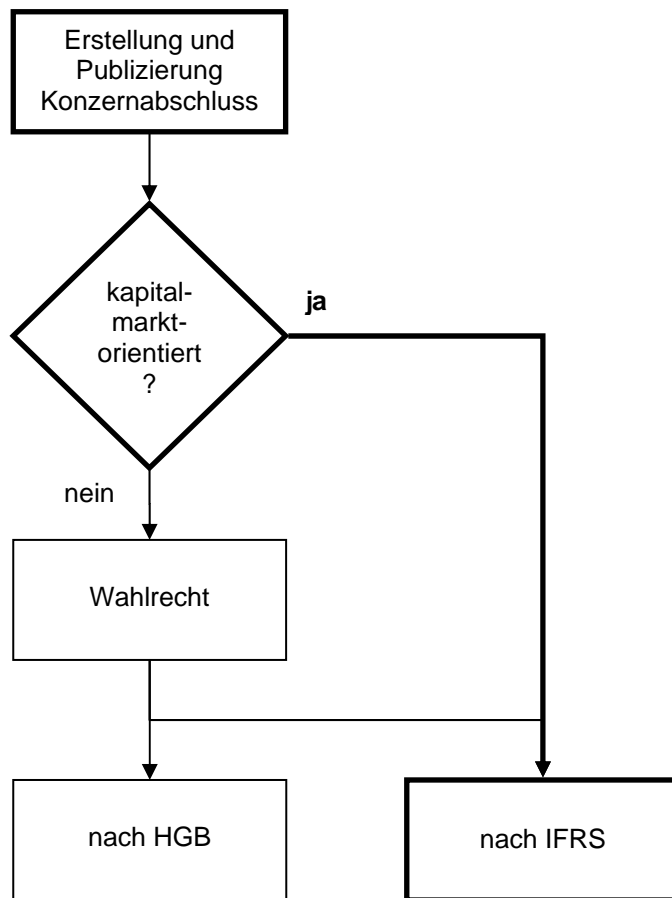 Erstellung und
Publizierung
Konzernabschluss
kapital-
markt-
orientiert
?
ja
nein
Wahlrecht
nach HGB
nach IFRS